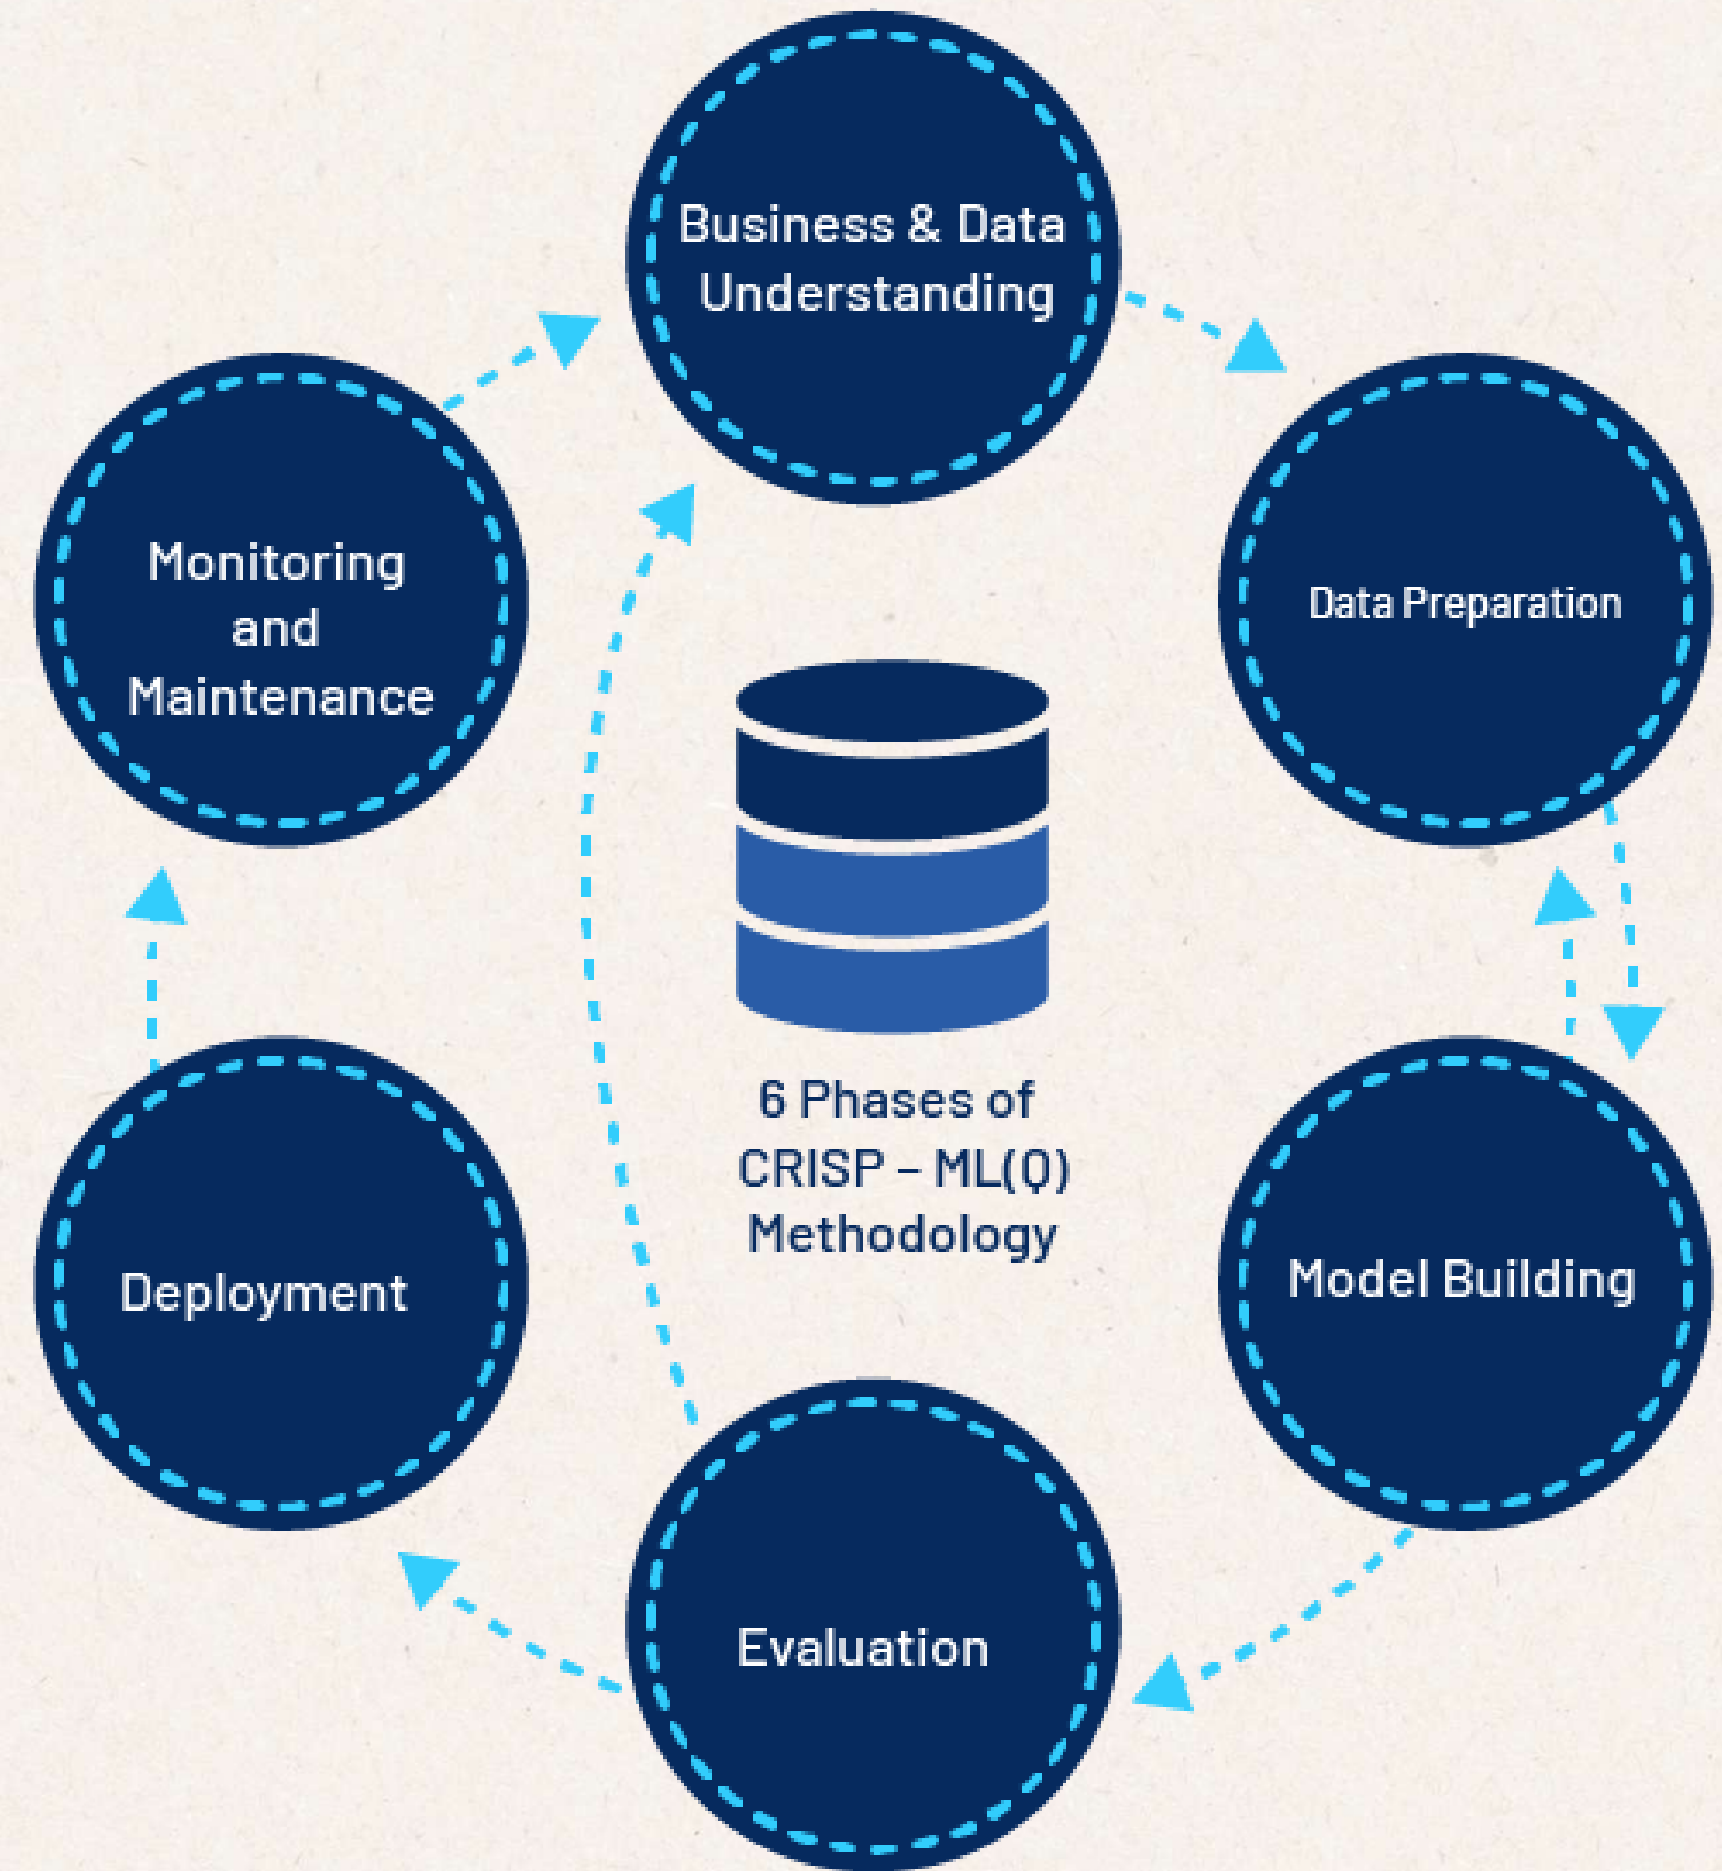 Business & Data
Understanding
Data Preparation
Model Building
Evaluation
Deployment
Monitoring
and
Maintenance
6 Phases of
CRISP – ML(Q)
Methodology